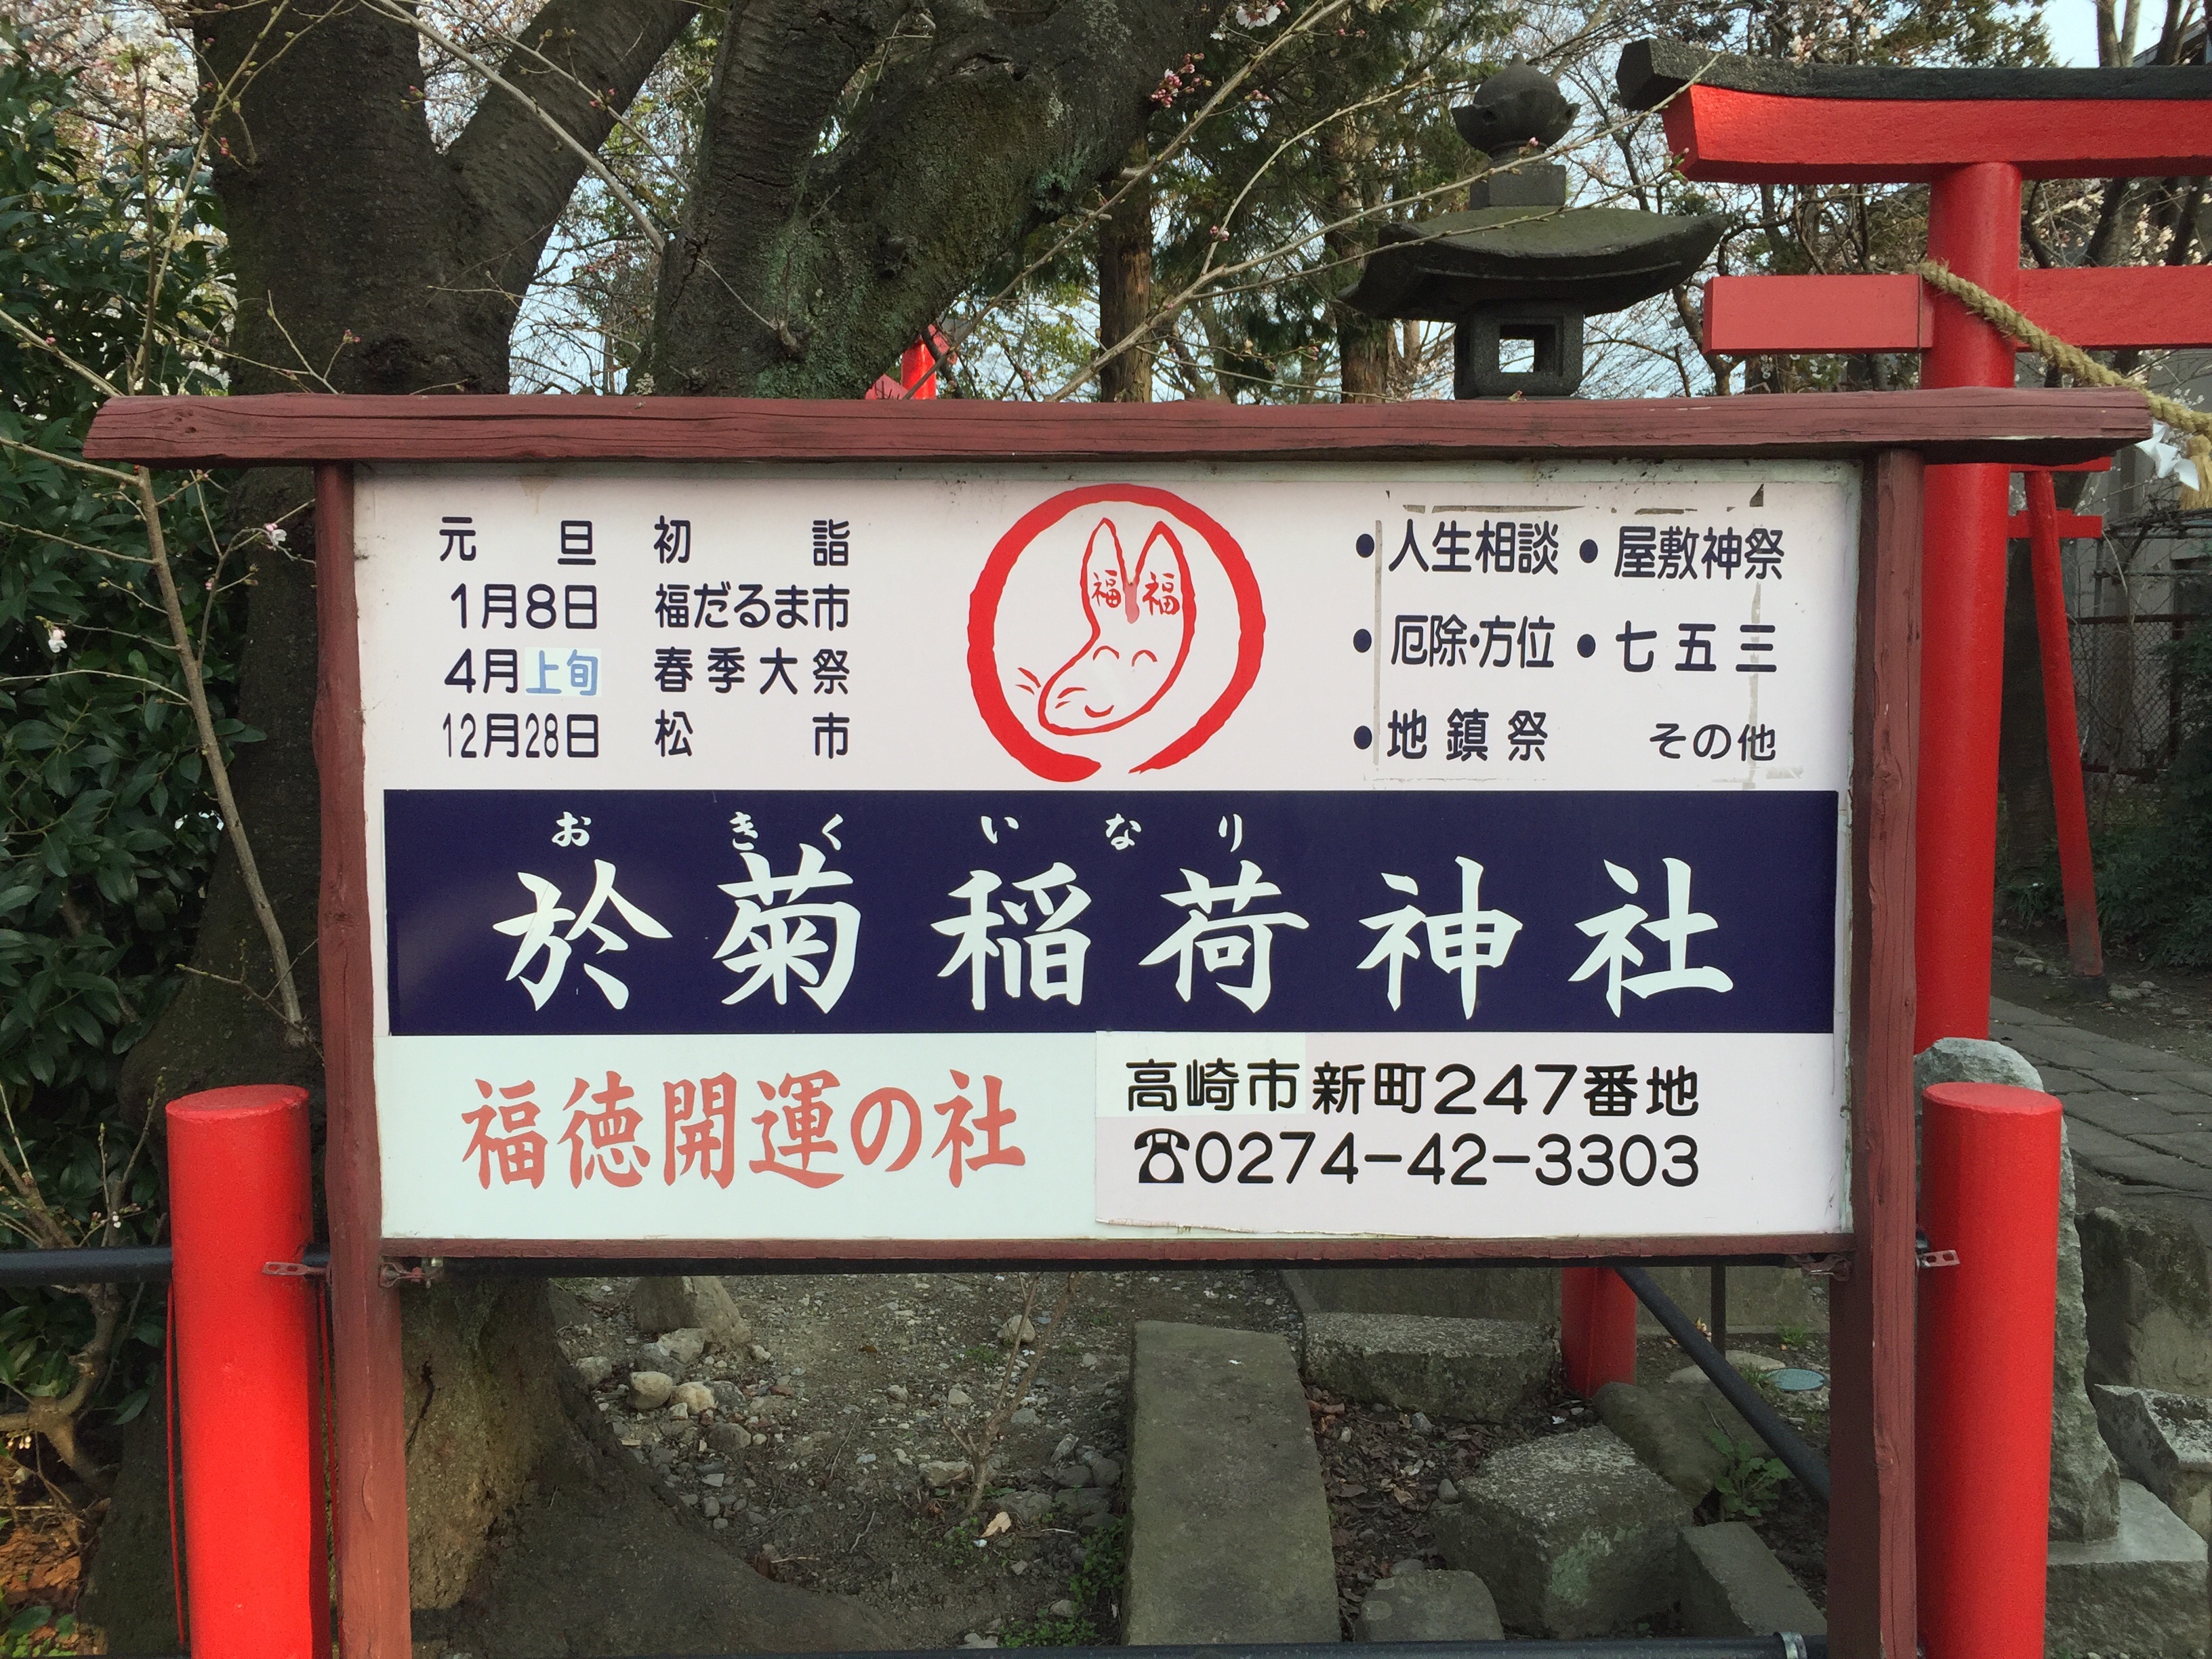 元旦 初詣
1月8日 福だるま市
4月上旬 春季大祭
12月28日 松市
福 福
●人生相談 ●屋敷神祭
●厄除・方位 ●七五三
●地鎮祭 その他
おきくいなり
於菊稲荷神社
福徳開運の社
高崎市新町247番地
☎0274-42-3303